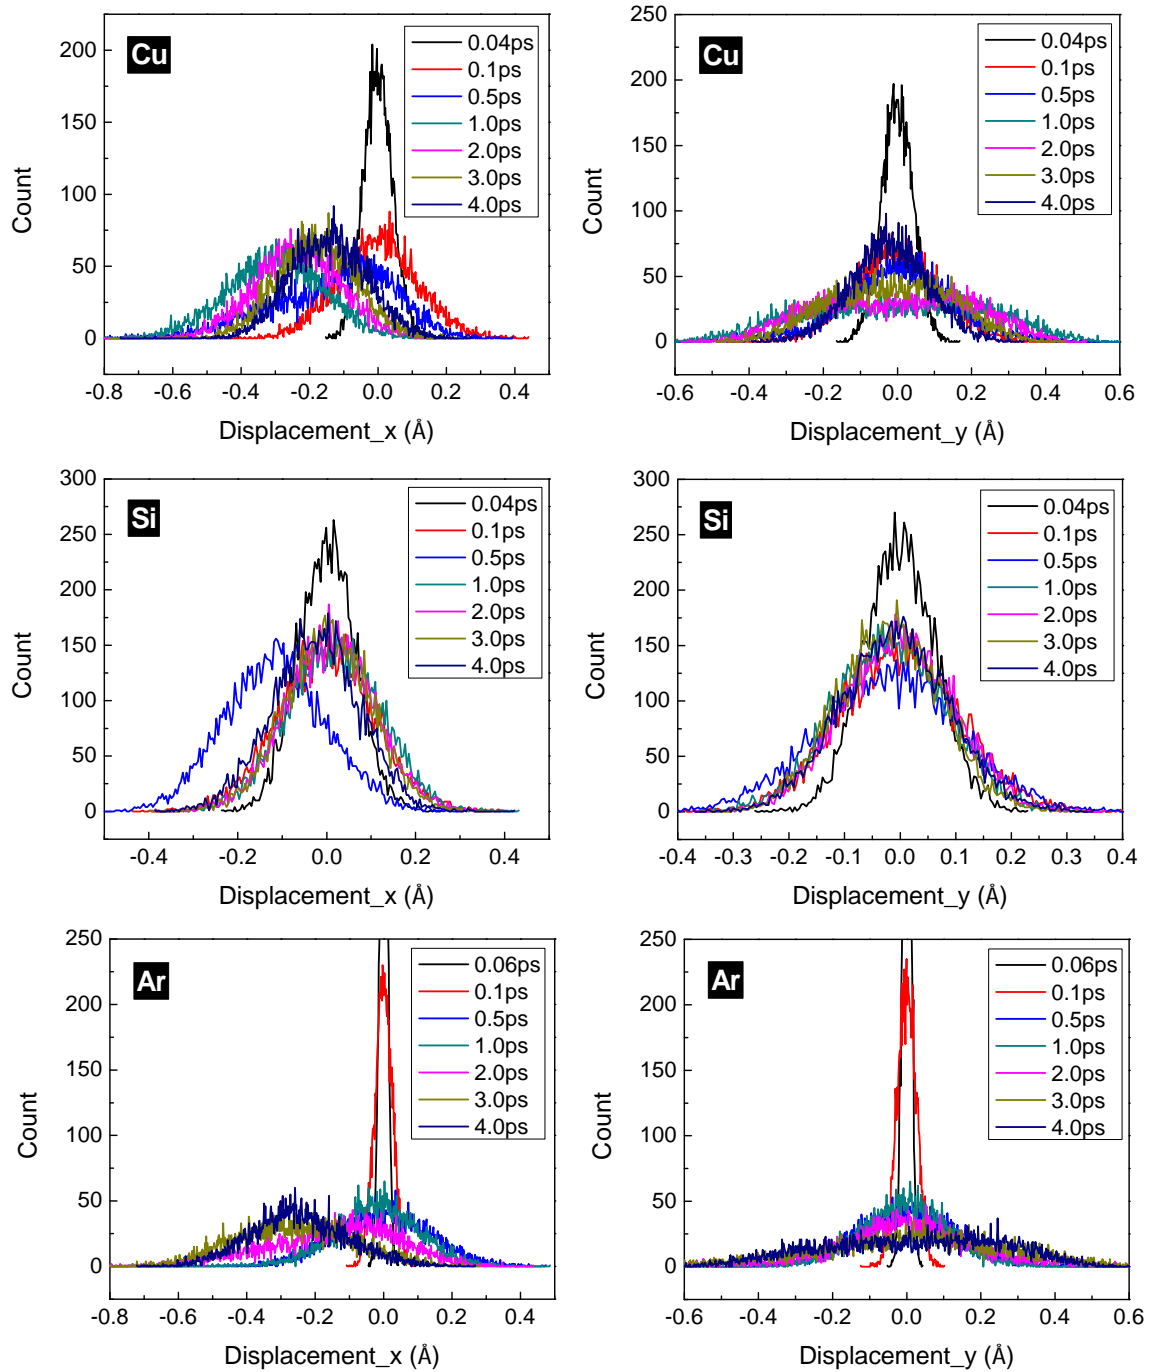 Cu
0.04ps
0.1ps
0.5ps
1.0ps
2.0ps
3.0ps
4.0ps
200
150
100
50
0
Count
-0.8 -0.6 -0.4 -0.2 0.0 0.2 0.4
Displacement_x (Å)
Cu
0.04ps
0.1ps
0.5ps
1.0ps
2.0ps
3.0ps
4.0ps
250
200
150
100
50
0
Count
-0.6 -0.4 -0.2 0.0 0.2 0.4 0.6
Displacement_y (Å)
Si
0.04ps
0.1ps
0.5ps
1.0ps
2.0ps
3.0ps
4.0ps
300
250
200
150
100
50
0
Count
-0.4 -0.2 0.0 0.2 0.4
Displacement_x (Å)
Si
0.04ps
0.1ps
0.5ps
1.0ps
2.0ps
3.0ps
4.0ps
300
250
200
150
100
50
0
Count
-0.4 -0.3 -0.2 -0.1 0.0 0.1 0.2 0.3 0.4
Displacement_y (Å)
Ar
0.06ps
0.1ps
0.5ps
1.0ps
2.0ps
3.0ps
4.0ps
250
200
150
100
50
0
Count
-0.8 -0.6 -0.4 -0.2 0.0 0.2 0.4
Displacement_x (Å)
Ar
0.06ps
0.1ps
0.5ps
1.0ps
2.0ps
3.0ps
4.0ps
250
200
150
100
50
0
Count
-0.6 -0.4 -0.2 0.0 0.2 0.4 0.6
Displacement_y (Å)